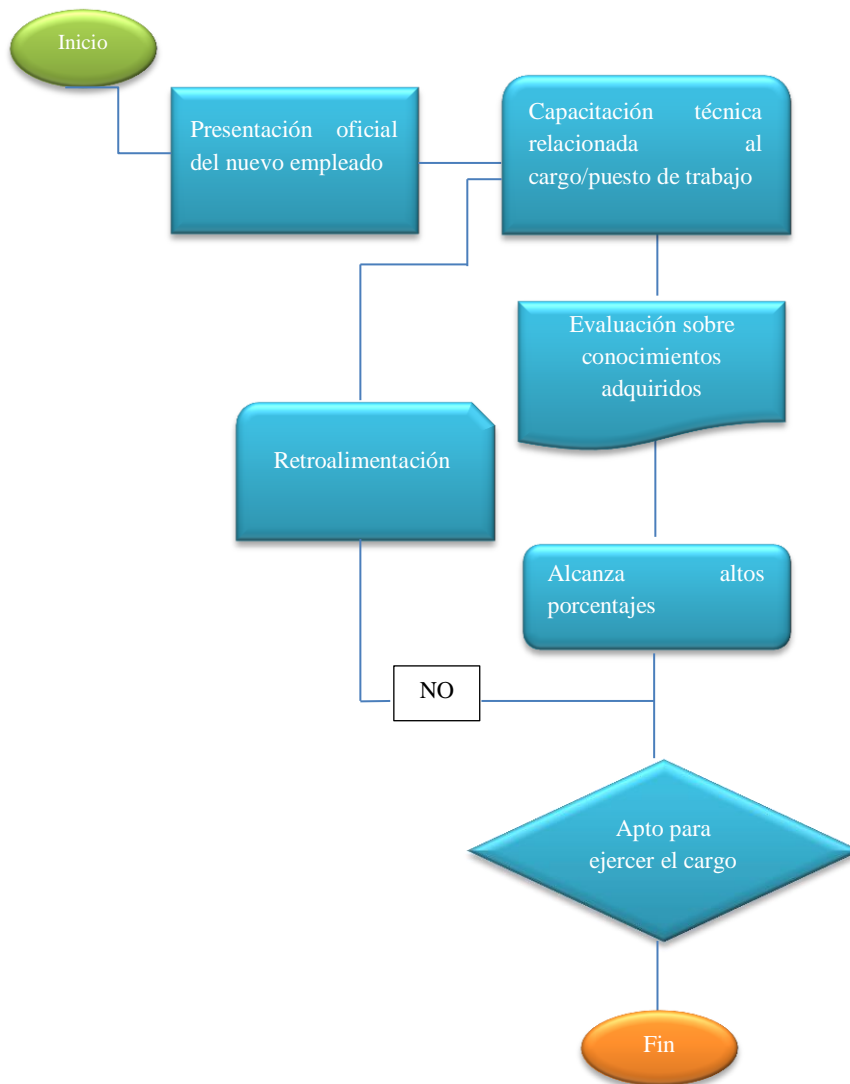 Inicio
Presentación oficial
del nuevo empleado
Capacitación técnica
relacionada al
cargo/puesto de trabajo
Evaluación sobre
conocimientos
adquiridos
Retroalimentación
Alcanza altos
porcentajes
NO
Apto para
ejercer el cargo
Fin